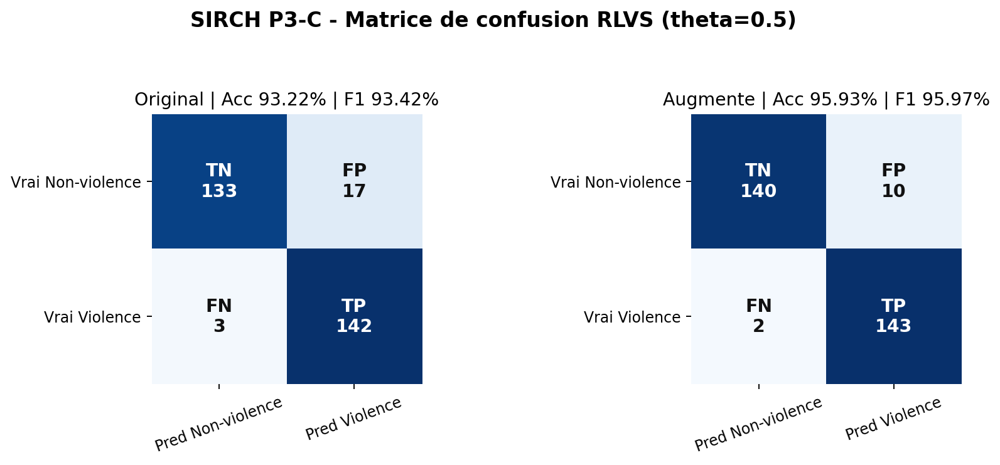 SIRCH P3-C - Matrice de confusion RLVS (theta=0.5)
Original | Acc 93.22% | F1 93.42%
Vrai Non-violence
TN
133
FP
17
Vrai Violence
FN
3
TP
142
Pred Non-violence
Pred Violence
Augmente | Acc 95.93% | F1 95.97%
Vrai Non-violence
TN
140
FP
10
Vrai Violence
FN
2
TP
143
Pred Non-violence
Pred Violence